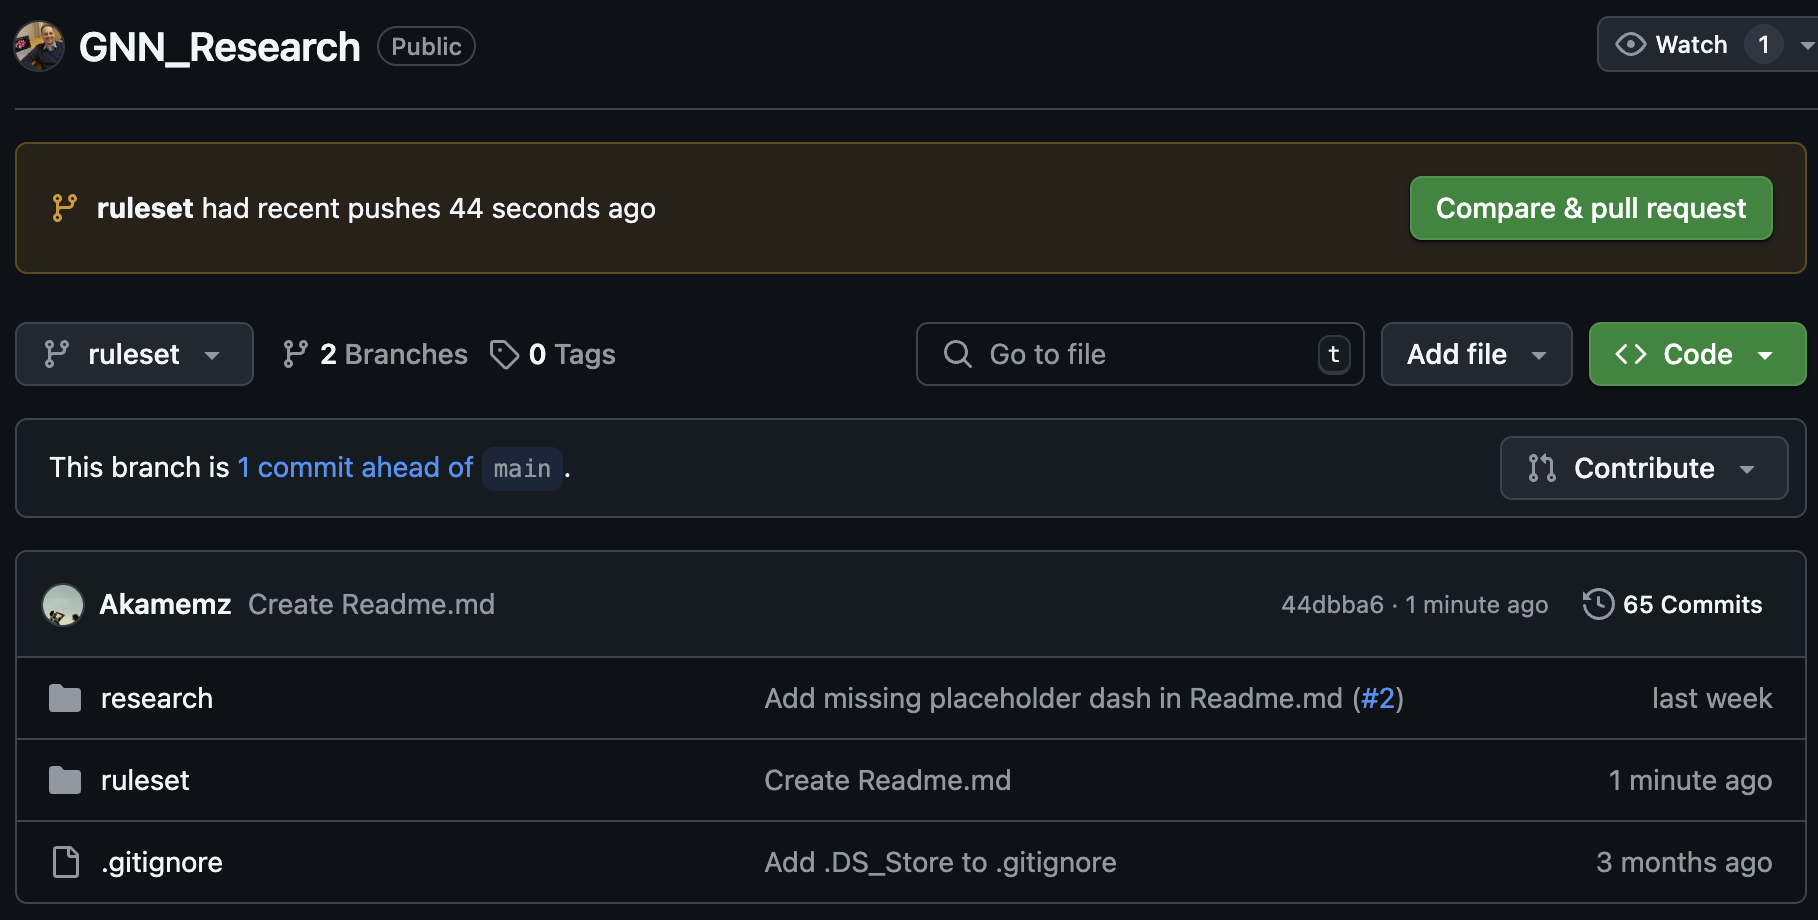 GNN_Research Public Watch 1
ruleset had recent pushes 44 seconds ago Compare & pull request
ruleset 2 Branches 0 Tags Go to file t Add file Code
This branch is 1 commit ahead of main . Contribute
Akamemz Create Readme.md 44dbba6 · 1 minute ago 65 Commits
research Add missing placeholder dash in Readme.md (#2) last week
ruleset Create Readme.md 1 minute ago
.gitignore Add .DS_Store to .gitignore 3 months ago